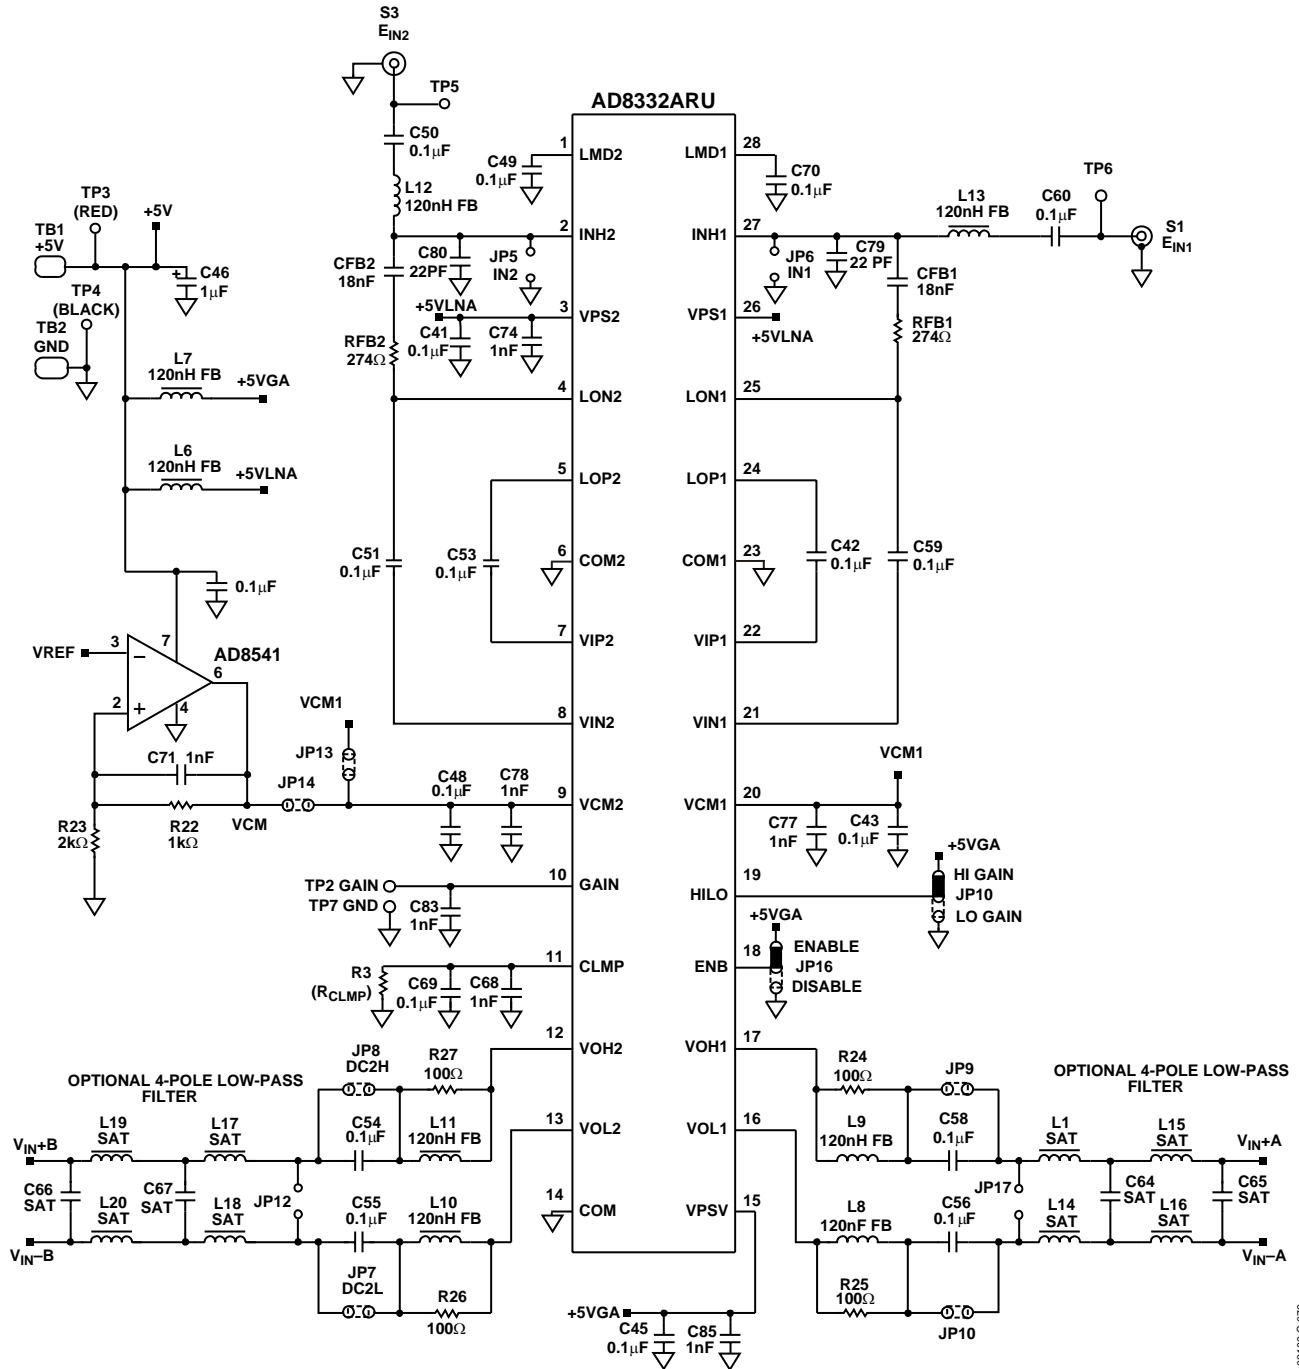 S3
E_IN2
TP5
AD8332ARU
C50
0.1µF
L12
120nH FB
C49
0.1µF
1
LMD2
LMD1
28
C70
0.1µF
TP6
L13
120nH FB
C60
0.1µF
S1
E_IN1
TP3
(RED)
+5V
TB1
+5V
C46
1µF
+
TP4
(BLACK)
TB2
GND
2
INH2
INH1
27
C80
22PF
JP5
IN2
JP6
IN1
C79
22 PF
CFB2
18nF
CFB1
18nF
+5VLNA
3
VPS2
VPS1
26
+5VLNA
RFB2
274Ω
C41
0.1µF
C74
1nF
RFB1
274Ω
L7
120nH FB
+5VGA
4
LON2
LON1
25
L6
120nH FB
+5VLNA
5
LOP2
LOP1
24
C51
0.1µF
C53
0.1µF
6
COM2
COM1
23
C42
0.1µF
C59
0.1µF
0.1µF
VREF
3
−
7
AD8541
6
2
+
4
7
VIP2
VIP1
22
8
VIN2
VIN1
21
C71
1nF
VCM1
JP13
JP14
C48
0.1µF
C78
1nF
9
VCM2
VCM1
20
VCM1
R23
2kΩ
R22
1kΩ
VCM
C77
1nF
C43
0.1µF
TP2 GAIN
TP7 GND
C83
1nF
10
GAIN
HILO
19
+5VGA
HI GAIN
JP10
LO GAIN
+5VGA
R3
(R_CLMP)
C69
0.1µF
C68
1nF
11
CLMP
ENB
18
ENABLE
JP16
DISABLE
12
VOH2
VOH1
17
JP8
DC2H
R27
100Ω
R24
100Ω
JP9
OPTIONAL 4-POLE LOW-PASS
FILTER
OPTIONAL 4-POLE LOW-PASS
FILTER
L19
SAT
L17
SAT
C54
0.1µF
L11
120nH FB
13
VOL2
VOL1
16
L9
120nH FB
C58
0.1µF
L1
SAT
L15
SAT
V_IN+B
V_IN+A
C66
SAT
L20
SAT
C67
SAT
L18
SAT
JP12
C55
0.1µF
L10
120nH FB
14
COM
VPSV
15
L8
120nF FB
C56
0.1µF
JP17
L14
SAT
C64
SAT
L16
SAT
C65
SAT
V_IN−B
V_IN−A
JP7
DC2L
R26
100Ω
R25
100Ω
JP10
+5VGA
C45
0.1µF
C85
1nF